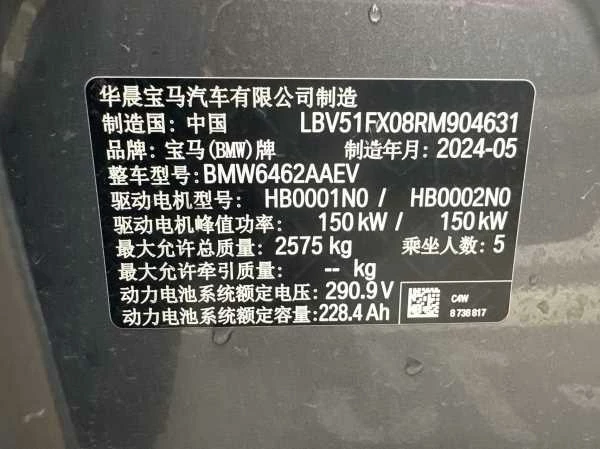 华晨宝马汽车有限公司制造
制造国: 中国 LBV51FX08RM904631
品牌: 宝马(BMW)牌 制造年月: 2024-05
整车型号: BMW6462AAEV
驱动电机型号: HB0001N0 / HB0002N0
驱动电机峰值功率: 150 kW / 150 kW
最大允许总质量: 2575 kg 乘坐人数: 5
最大允许牵引质量: -- kg
动力电池系统额定电压: 290.9 V C4W
动力电池系统额定容量: 228.4 Ah 8 738 817